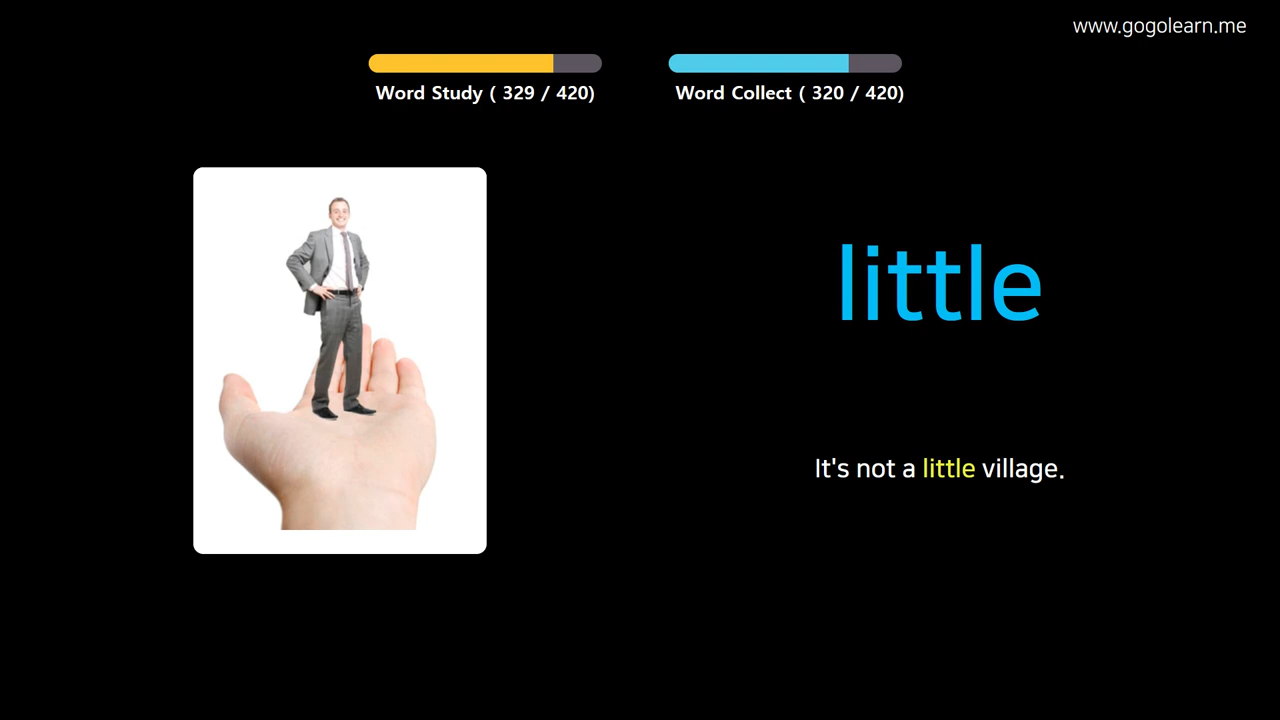 www.gogolearn.me
Word Study ( 329 / 420)
Word Collect ( 320 / 420)
little
It's not a little village.